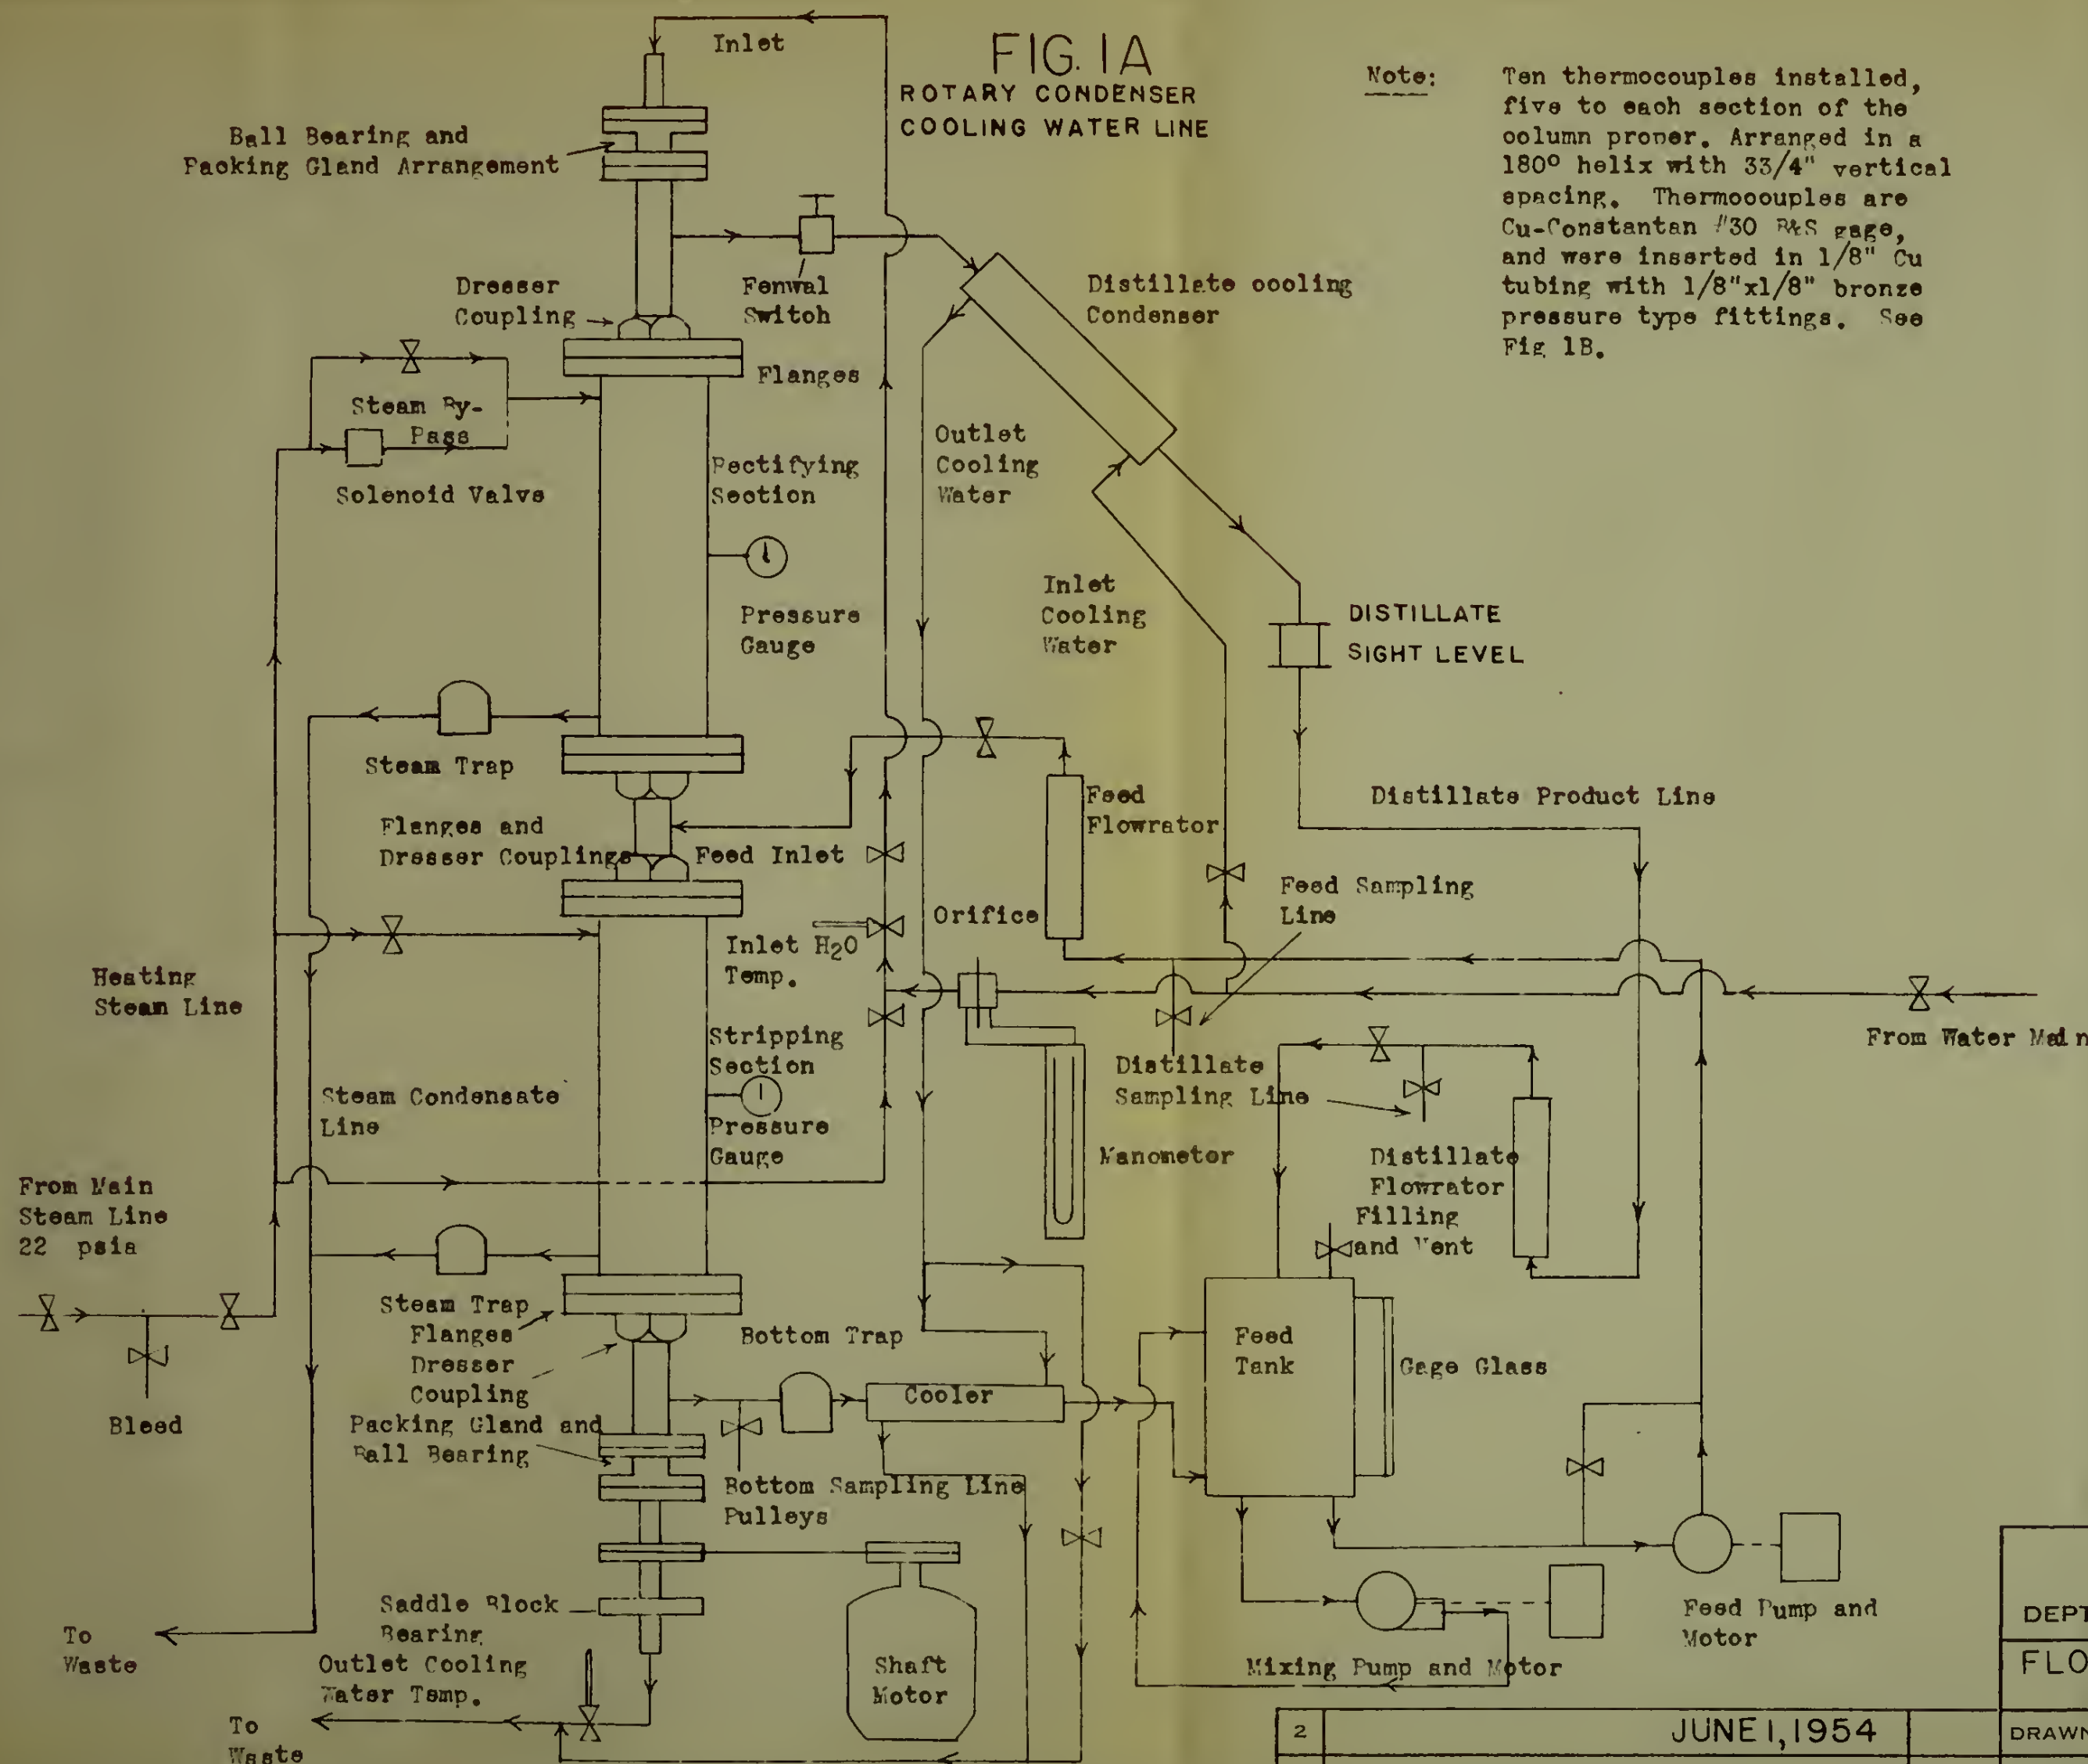 Inlet
FIG. 1A
ROTARY CONDENSER
COOLING WATER LINE
Note:
Ten thermocouples installed,
five to each section of the
column proper. Arranged in a
180° helix with 33/4" vertical
spacing. Thermocouples are
Cu-Constantan #30 B&S gage,
and were inserted in 1/8" Cu
tubing with 1/8"x1/8" bronze
pressure type fittings. See
Fig 1B.
Ball Bearing and
Packing Gland Arrangement
Dresser
Coupling
Fenwal
Switch
Distillate cooling
Condenser
Flanges
Steam By-
Pass
Solenoid Valve
Rectifying
Section
Outlet
Cooling
Water
Pressure
Gauge
Inlet
Cooling
Water
DISTILLATE
SIGHT LEVEL
Steam Trap
Flanges and
Dresser Couplings
Feed Inlet
Feed
Flowrator
Distillate Product Line
Orifice
Feed Sampling
Line
Inlet H2O
Temp.
Heating
Steam Line
From Water Main
Stripping
Section
Pressure
Gauge
Steam Condensate
Line
Distillate
Sampling Line
Manometor
Distillate
Flowrator
Filling
and Vent
From Main
Steam Line
22 psia
Bleed
Steam Trap
Flanges
Dresser
Coupling
Packing Gland and
Ball Bearing
Bottom Trap
Cooler
Feed
Tank
Gage Glass
Bottom Sampling Line
Pulleys
Saddle Block
Bearing
Outlet Cooling
Water Temp.
Shaft
Motor
Mixing Pump and Motor
Feed Pump and
Motor
To
Waste
To
Waste
DEPT
FLO
2
JUNE 1, 1954
DRAWN